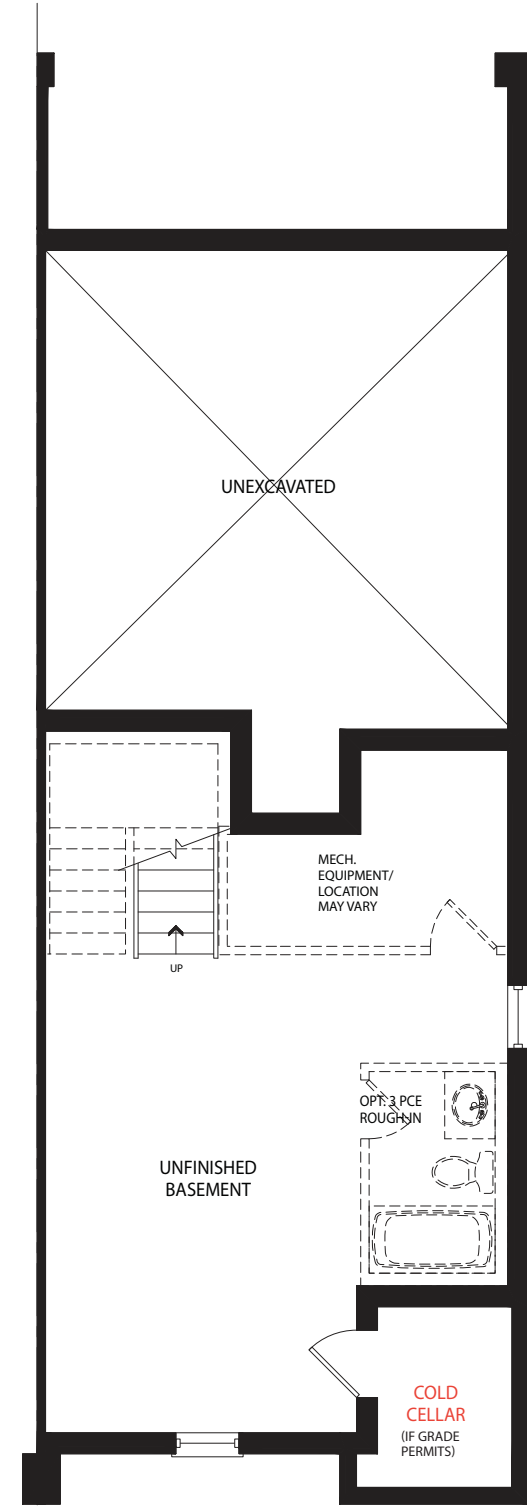 UNEXCAVATED
MECH.
EQUIPMENT/
LOCATION
MAY VARY
UP
OPT. 3 PCE
ROUGH-IN
UNFINISHED
BASEMENT
COLD
CELLAR
(IF GRADE
PERMITS)